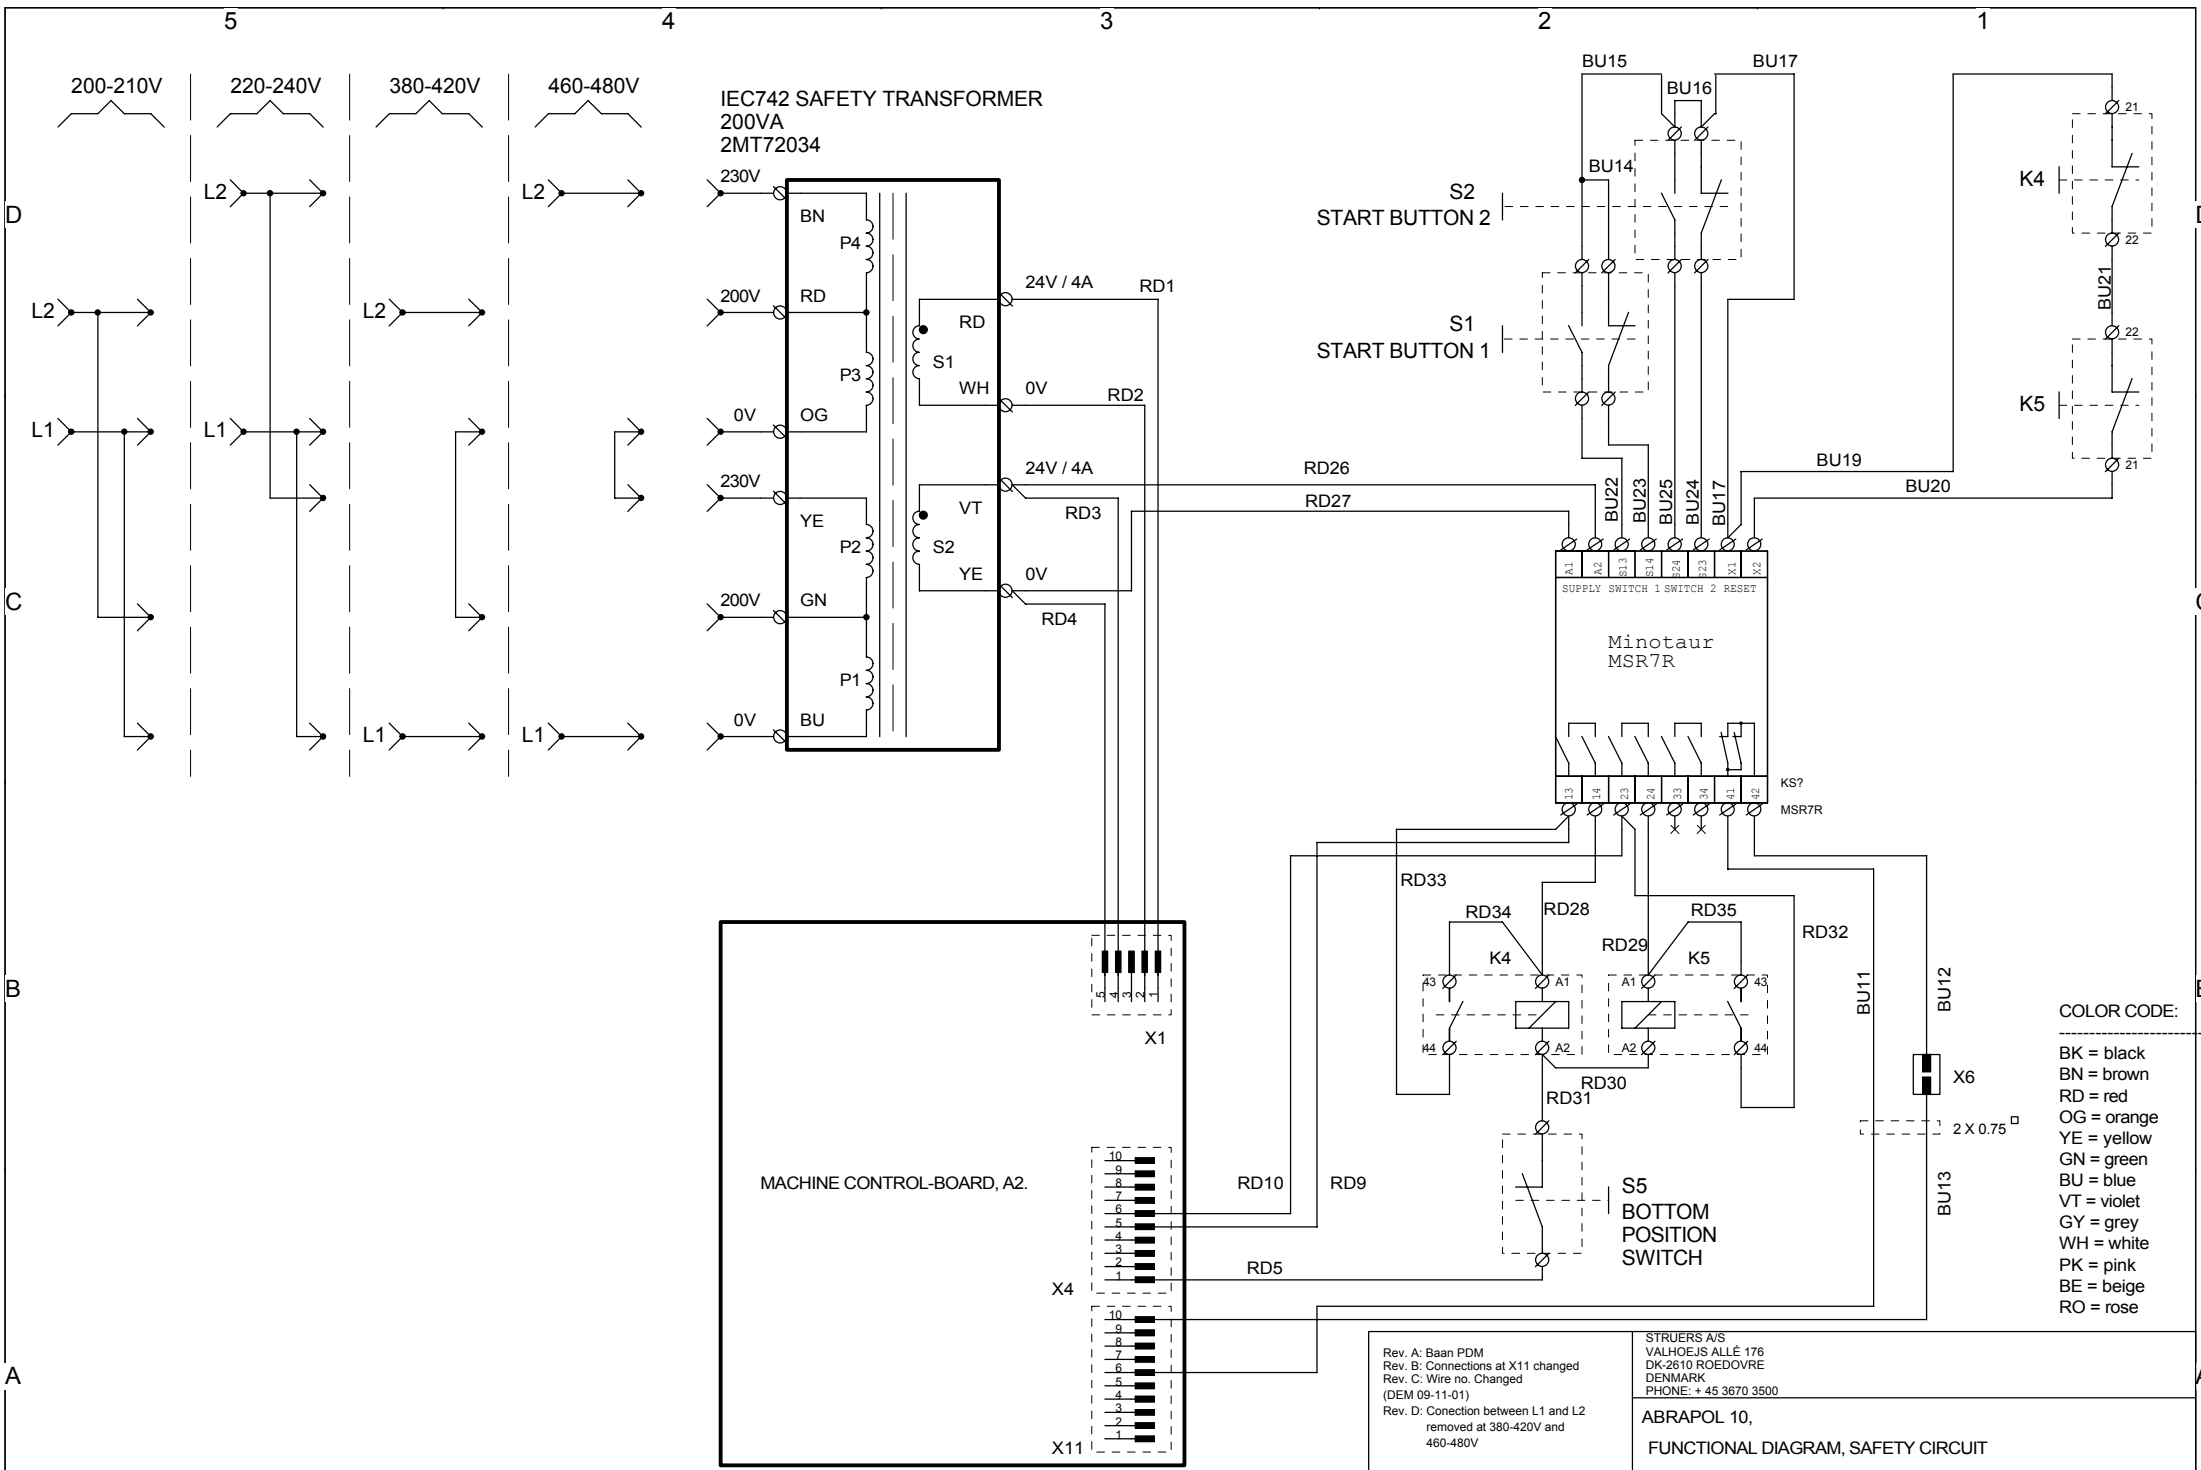 5 4 3 2 1
200-210V 220-240V 380-420V 460-480V
IEC742 SAFETY TRANSFORMER
200VA
2MT72034
L2
L1
L2
L1
L2
L1
L2
L1
230V
200V
0V
230V
200V
0V
BN
P4
RD
P3
OG
YE
P2
GN
P1
BU
RD
S1
WH
VT
S2
YE
24V / 4A
RD1
0V
RD2
24V / 4A
RD3
0V
RD4
RD26
RD27
BU15
BU16
BU17
BU14
S2
START BUTTON 2
S1
START BUTTON 1
BU22
BU23
BU25
BU24
BU17
BU19
BU20
21
K4
22
BU21
22
K5
21
A1 A2 S13 S14 S24 S23 X1 X2
SUPPLY SWITCH 1 SWITCH 2 RESET
Minotaur
MSR7R
13 14 23 24 33 34 41 42
KS?
MSR7R
RD33
RD34
RD28
RD35
RD29
RD32
K4
K5
43
A1
A1
43
44
A2
A2
44
RD30
RD31
BU11
BU12
X6
2 X 0.75
BU13
S5
BOTTOM
POSITION
SWITCH
RD10
RD9
RD5
5 4 3 2 1
X1
MACHINE CONTROL-BOARD, A2.
10
9
8
7
6
5
4
3
2
1
X4
10
9
8
7
6
5
4
3
2
1
X11
COLOR CODE:
BK = black
BN = brown
RD = red
OG = orange
YE = yellow
GN = green
BU = blue
VT = violet
GY = grey
WH = white
PK = pink
BE = beige
RO = rose
D
C
B
A
D
Rev. A: Baan PDM
Rev. B: Connections at X11 changed
Rev. C: Wire no. Changed
(DEM 09-11-01)
Rev. D: Conection between L1 and L2
removed at 380-420V and
460-480V
STRUERS A/S
VALHOEJS ALLÉ 176
DK-2610 ROEDOVRE
DENMARK
PHONE: + 45 3670 3500
ABRAPOL 10,
FUNCTIONAL DIAGRAM, SAFETY CIRCUIT